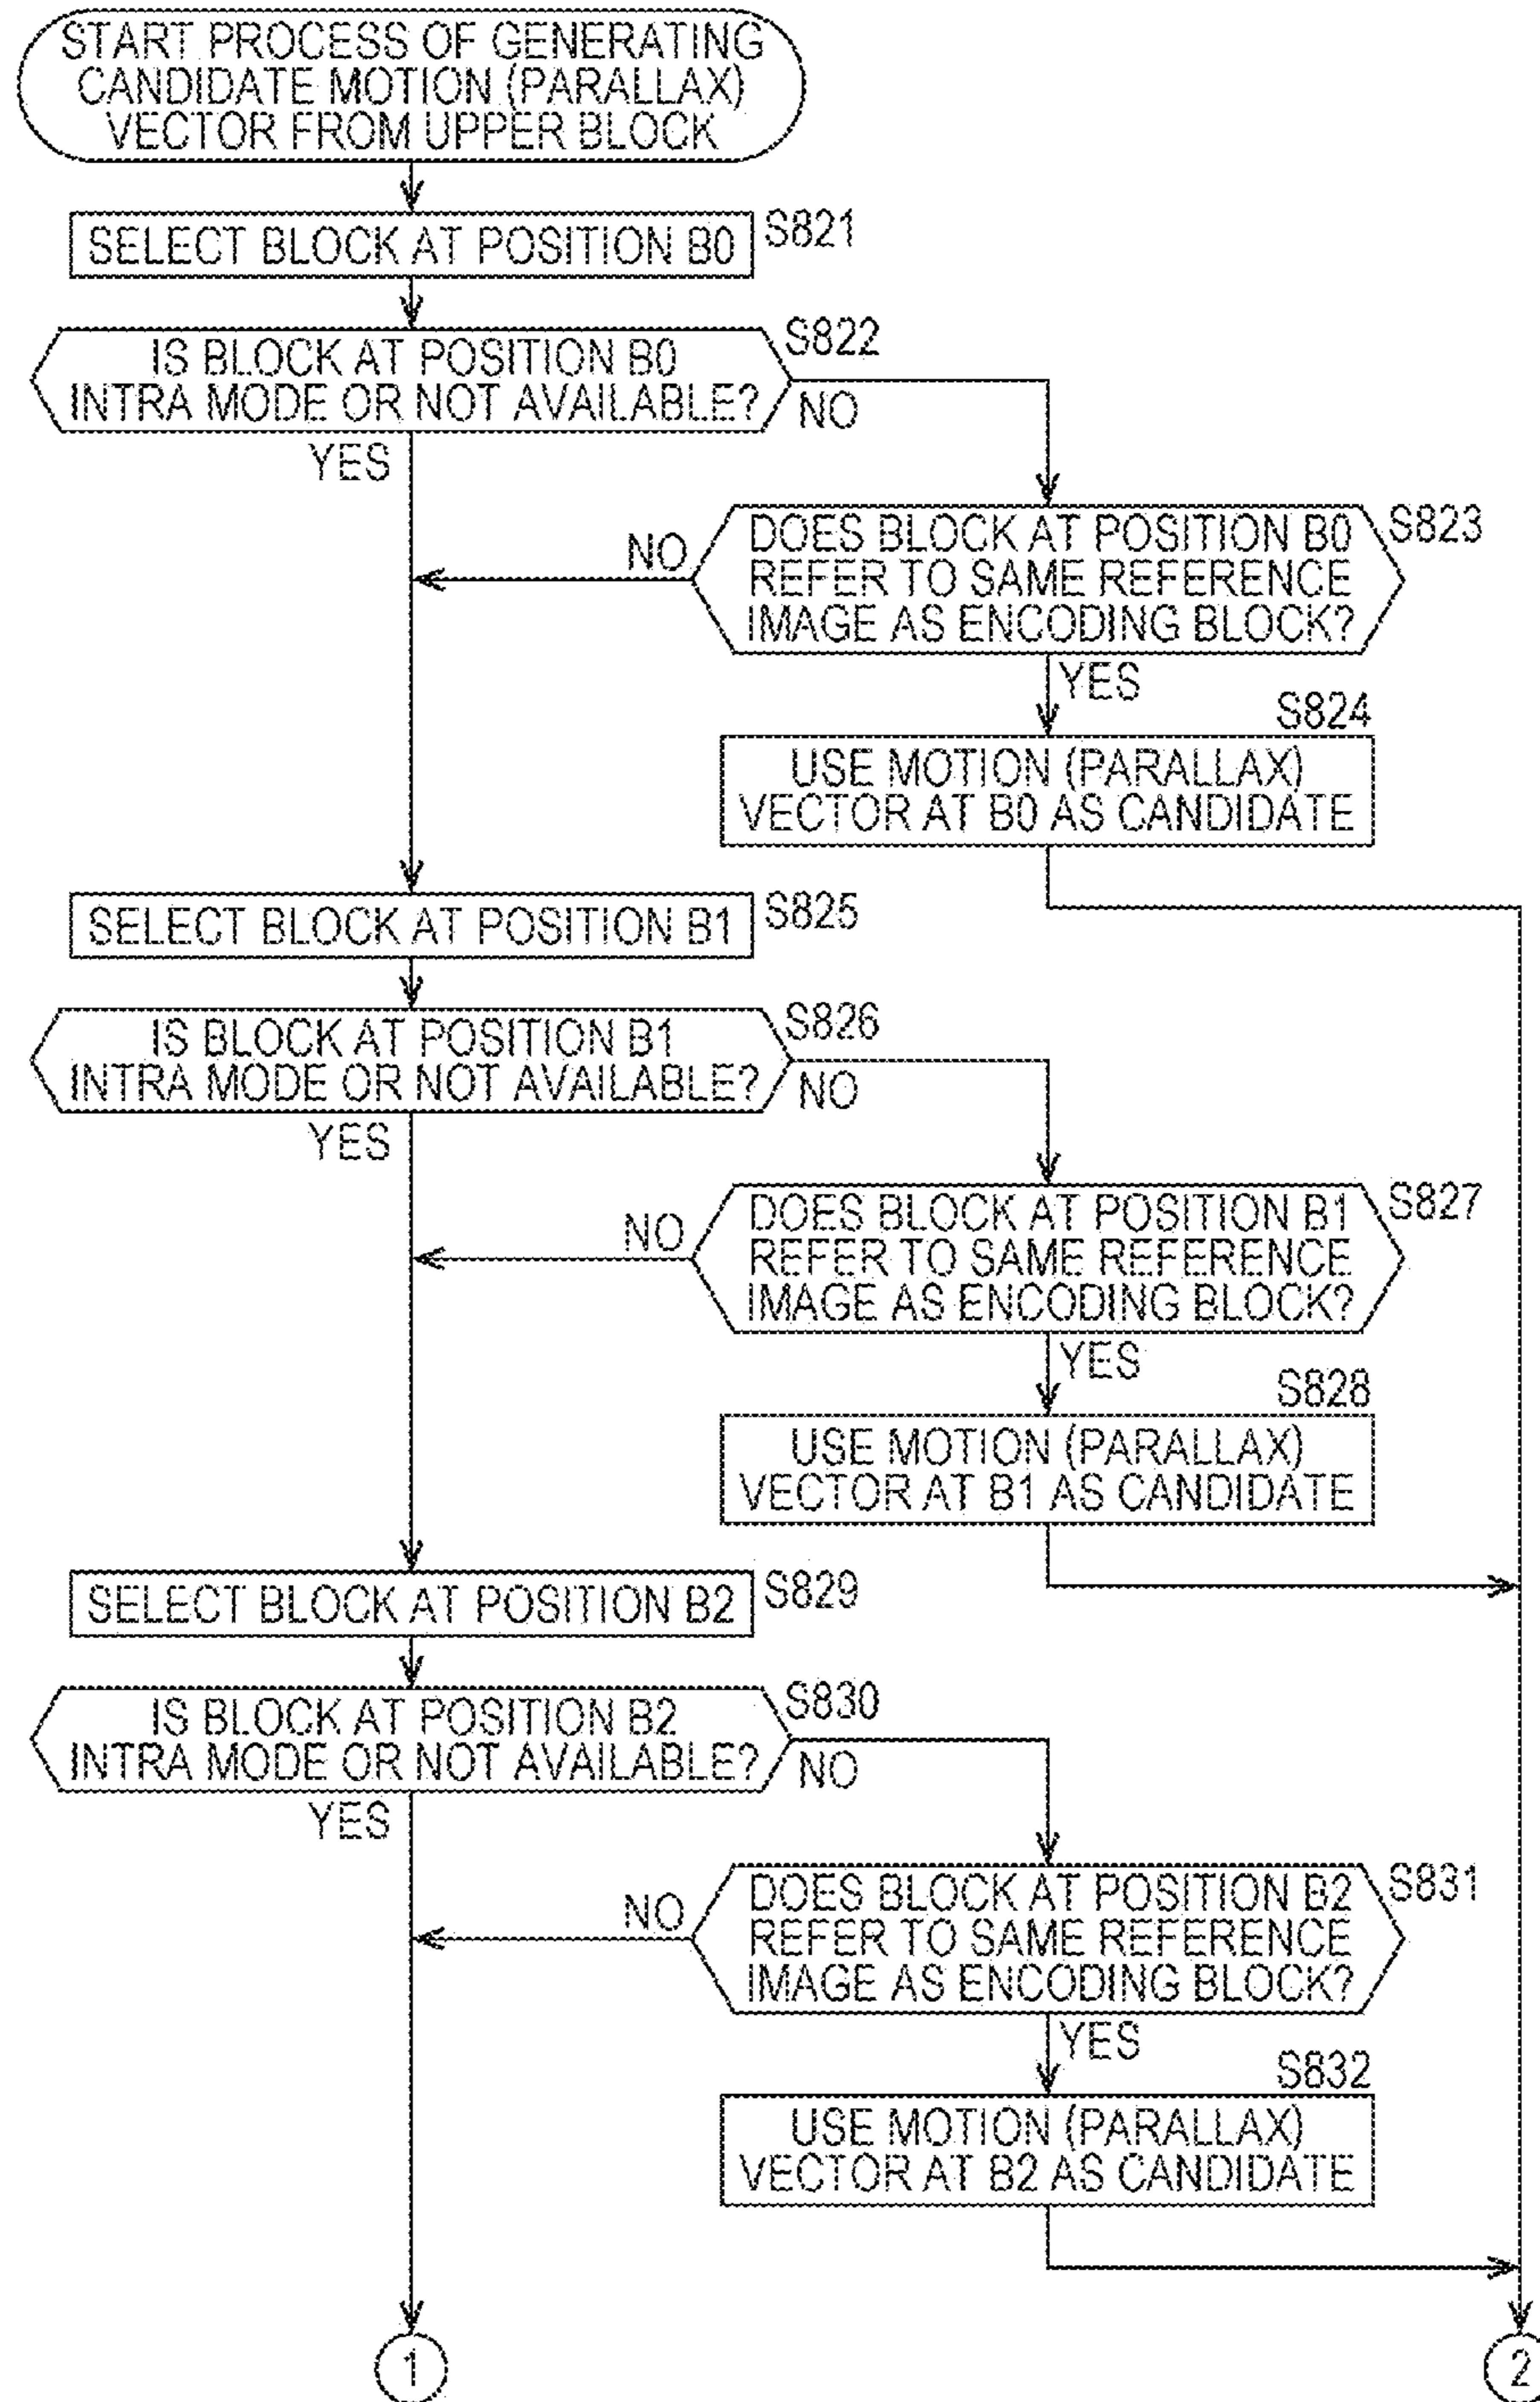 START PROCESS OF GENERATING
CANDIDATE MOTION (PARALLAX)
VECTOR FROM UPPER BLOCK
SELECT BLOCK AT POSITION B0
S821
IS BLOCK AT POSITION B0
INTRA MODE OR NOT AVAILABLE?
S822
NO
YES
DOES BLOCK AT POSITION B0
REFER TO SAME REFERENCE
IMAGE AS ENCODING BLOCK?
S823
NO
YES
S824
USE MOTION (PARALLAX)
VECTOR AT B0 AS CANDIDATE
SELECT BLOCK AT POSITION B1
S825
IS BLOCK AT POSITION B1
INTRA MODE OR NOT AVAILABLE?
S826
NO
YES
DOES BLOCK AT POSITION B1
REFER TO SAME REFERENCE
IMAGE AS ENCODING BLOCK?
S827
NO
YES
S828
USE MOTION (PARALLAX)
VECTOR AT B1 AS CANDIDATE
SELECT BLOCK AT POSITION B2
S829
IS BLOCK AT POSITION B2
INTRA MODE OR NOT AVAILABLE?
S830
NO
YES
DOES BLOCK AT POSITION B2
REFER TO SAME REFERENCE
IMAGE AS ENCODING BLOCK?
S831
NO
YES
S832
USE MOTION (PARALLAX)
VECTOR AT B2 AS CANDIDATE
1
2